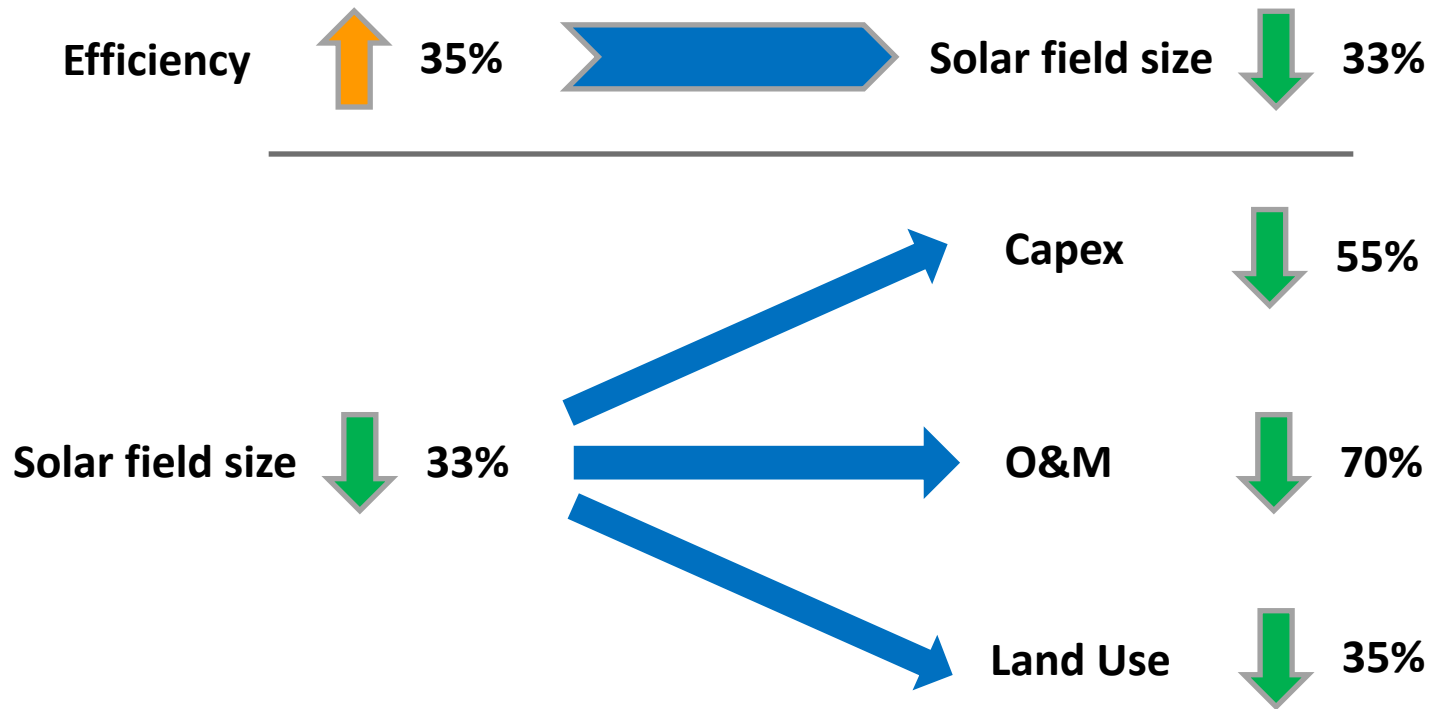 Efficiency 35% Solar field size 33%
Capex 55%
Solar field size 33% O&M 70%
Land Use 35%